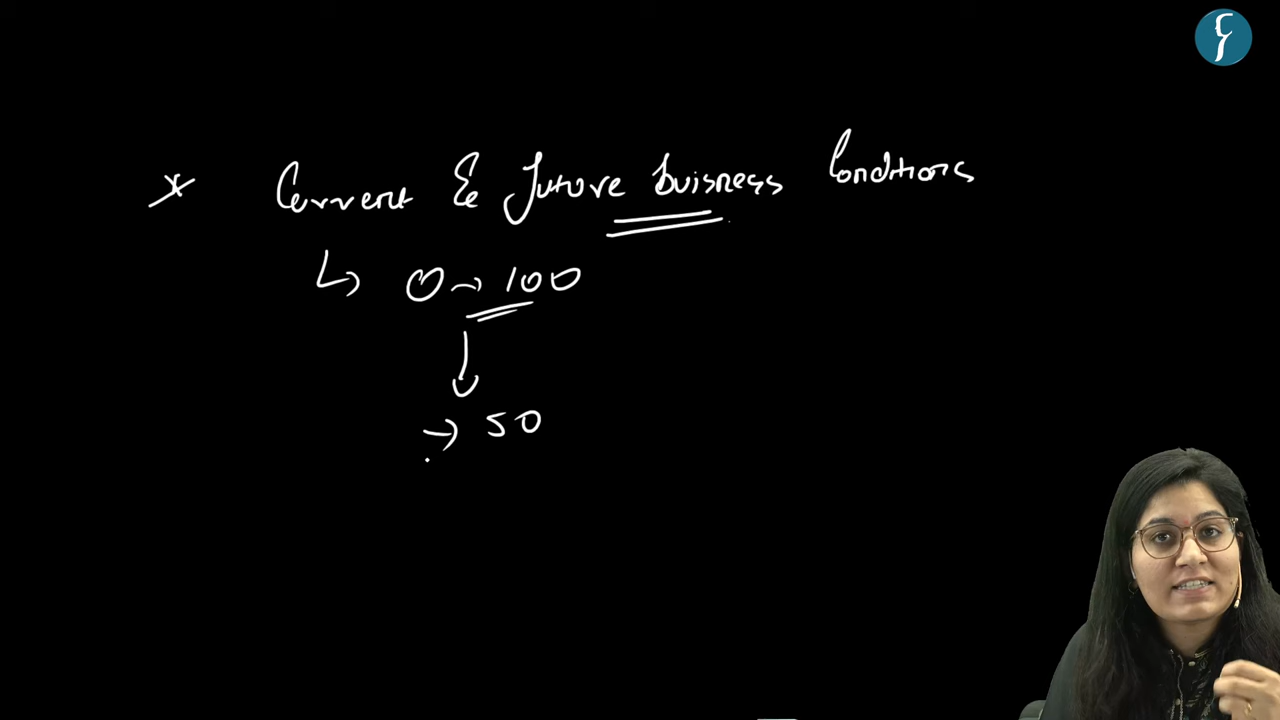 * Current & Future buisness Conditions
↳ 0 → 100
↓
→ 50